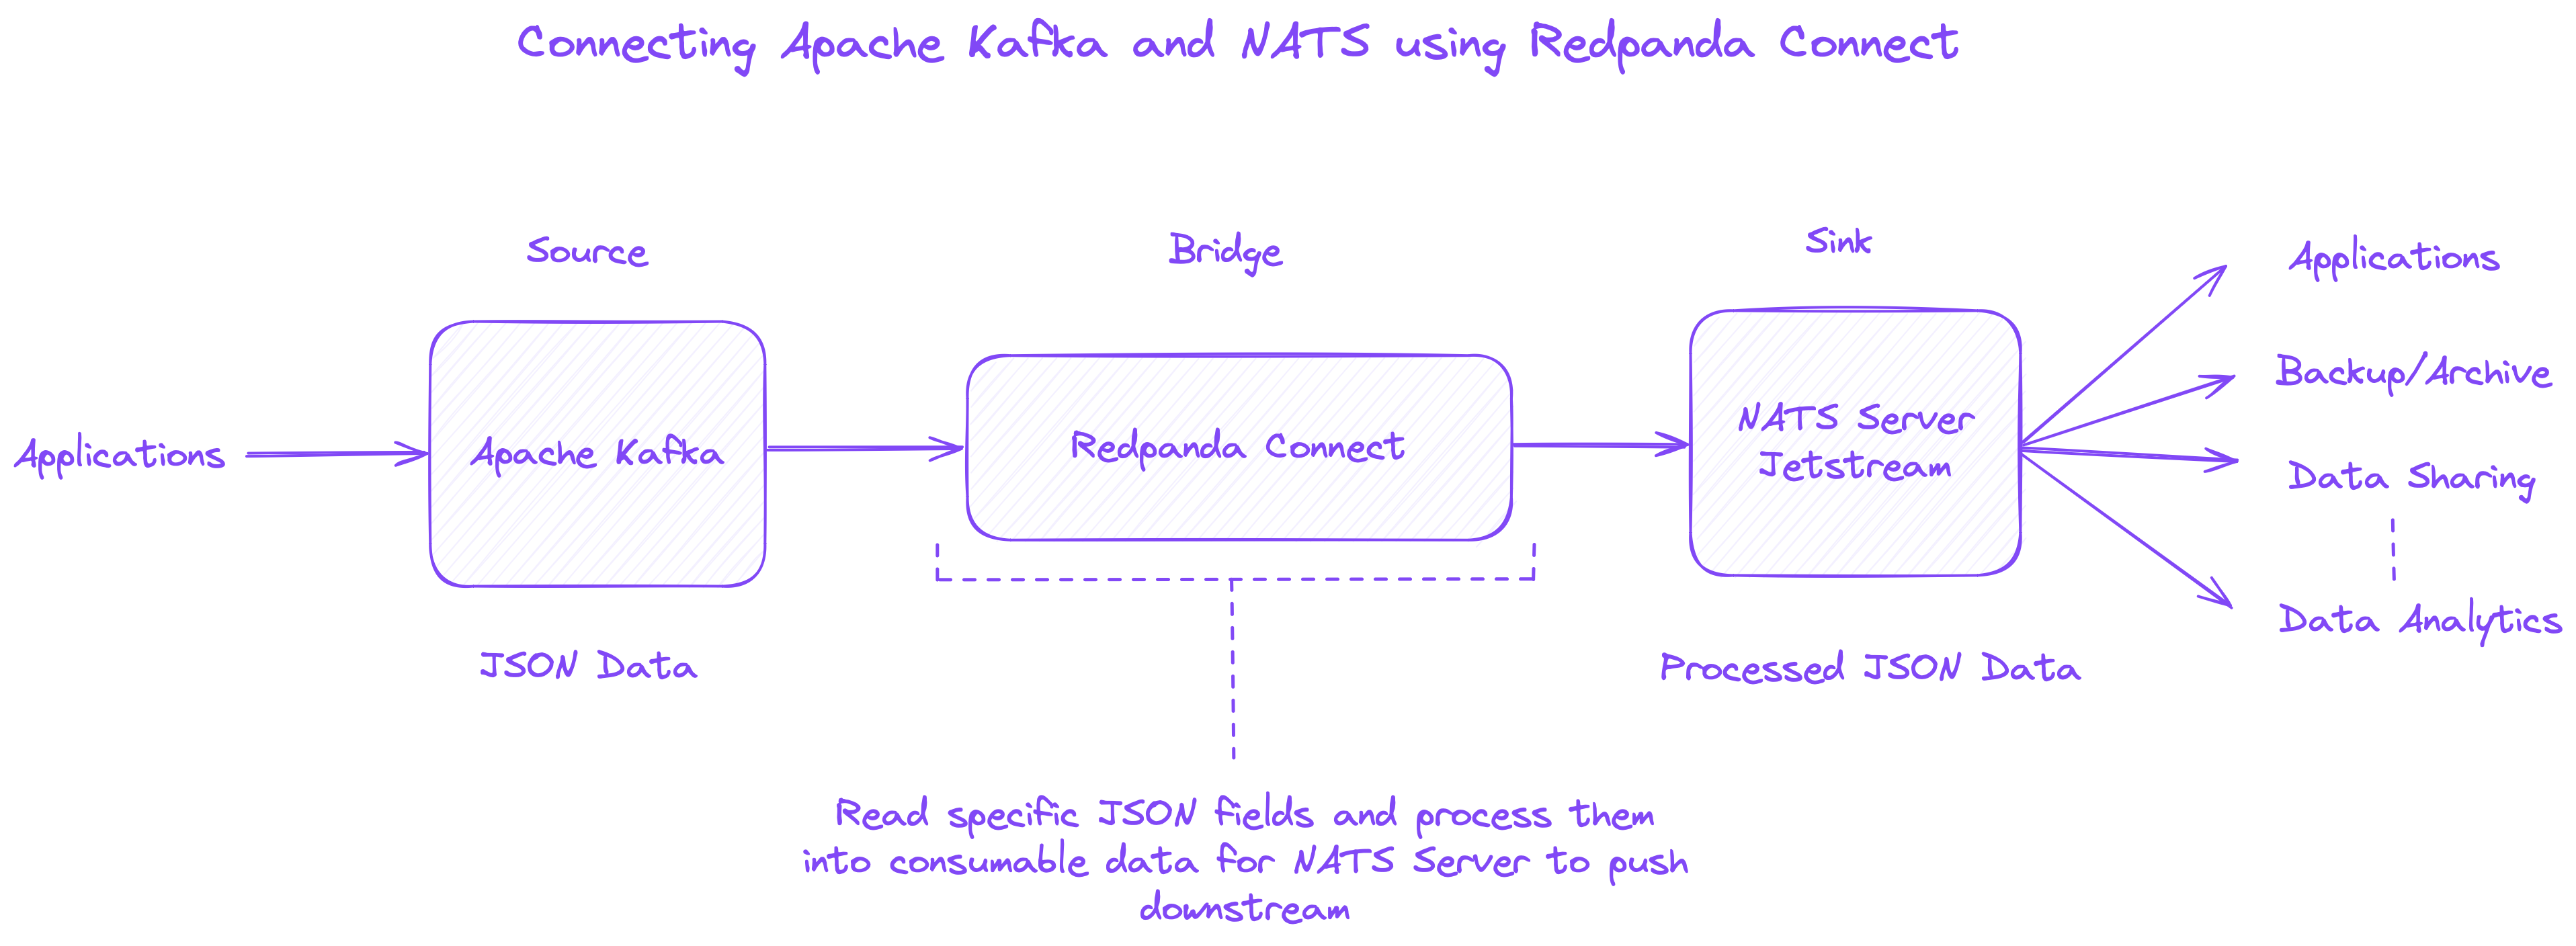 Connecting Apache Kafka and NATS using Redpanda Connect
Source
Bridge
Sink
Applications
Apache Kafka
Redpanda Connect
NATS Server
Jetstream
Applications
Backup/Archive
Data Sharing
Data Analytics
JSON Data
Processed JSON Data
Read specific JSON fields and process them
into consumable data for NATS Server to push
downstream